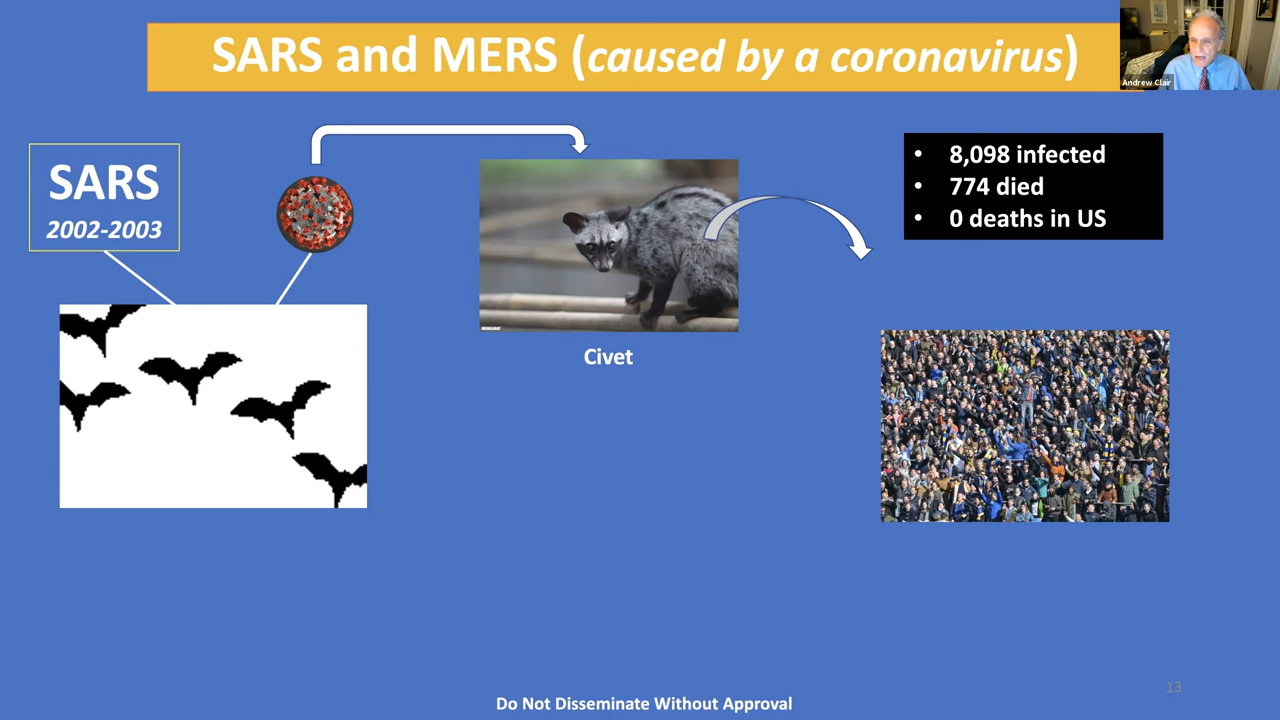 SARS and MERS (caused by a coronavirus)
Andrew Clair
SARS
2002-2003
• 8,098 infected
• 774 died
• 0 deaths in US
Civet
13
Do Not Disseminate Without Approval